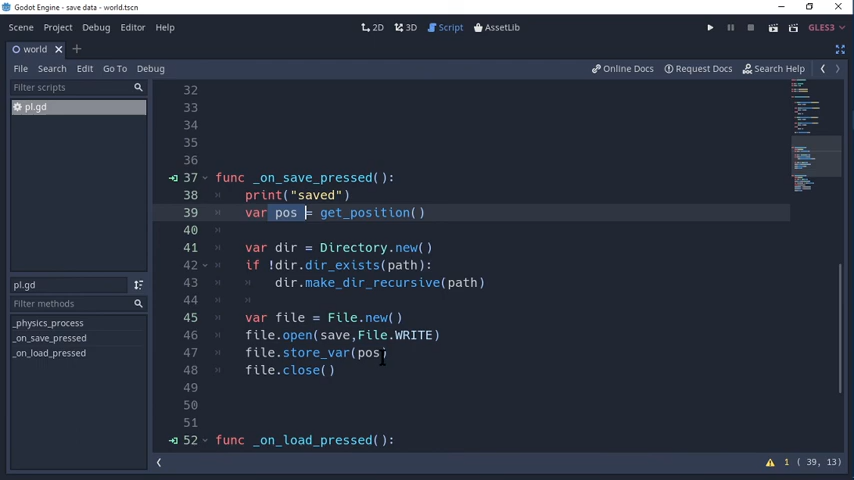 Godot Engine - save data - world.tscn
Scene Project Debug Editor Help
2D 3D Script AssetLib
GLES3
world
File Search Edit Go To Debug
Online Docs Request Docs Search Help
Filter scripts
pl.gd
pl.gd
Filter methods
_physics_process
_on_save_pressed
_on_load_pressed
32
33
34
35
36
37 func _on_save_pressed():
38 print("saved")
39 var pos = get_position()
40
41 var dir = Directory.new()
42 if !dir.dir_exists(path):
43 dir.make_dir_recursive(path)
44
45 var file = File.new()
46 file.open(save,File.WRITE)
47 file.store_var(pos)
48 file.close()
49
50
51
52 func _on_load_pressed():
1 ( 39, 13)